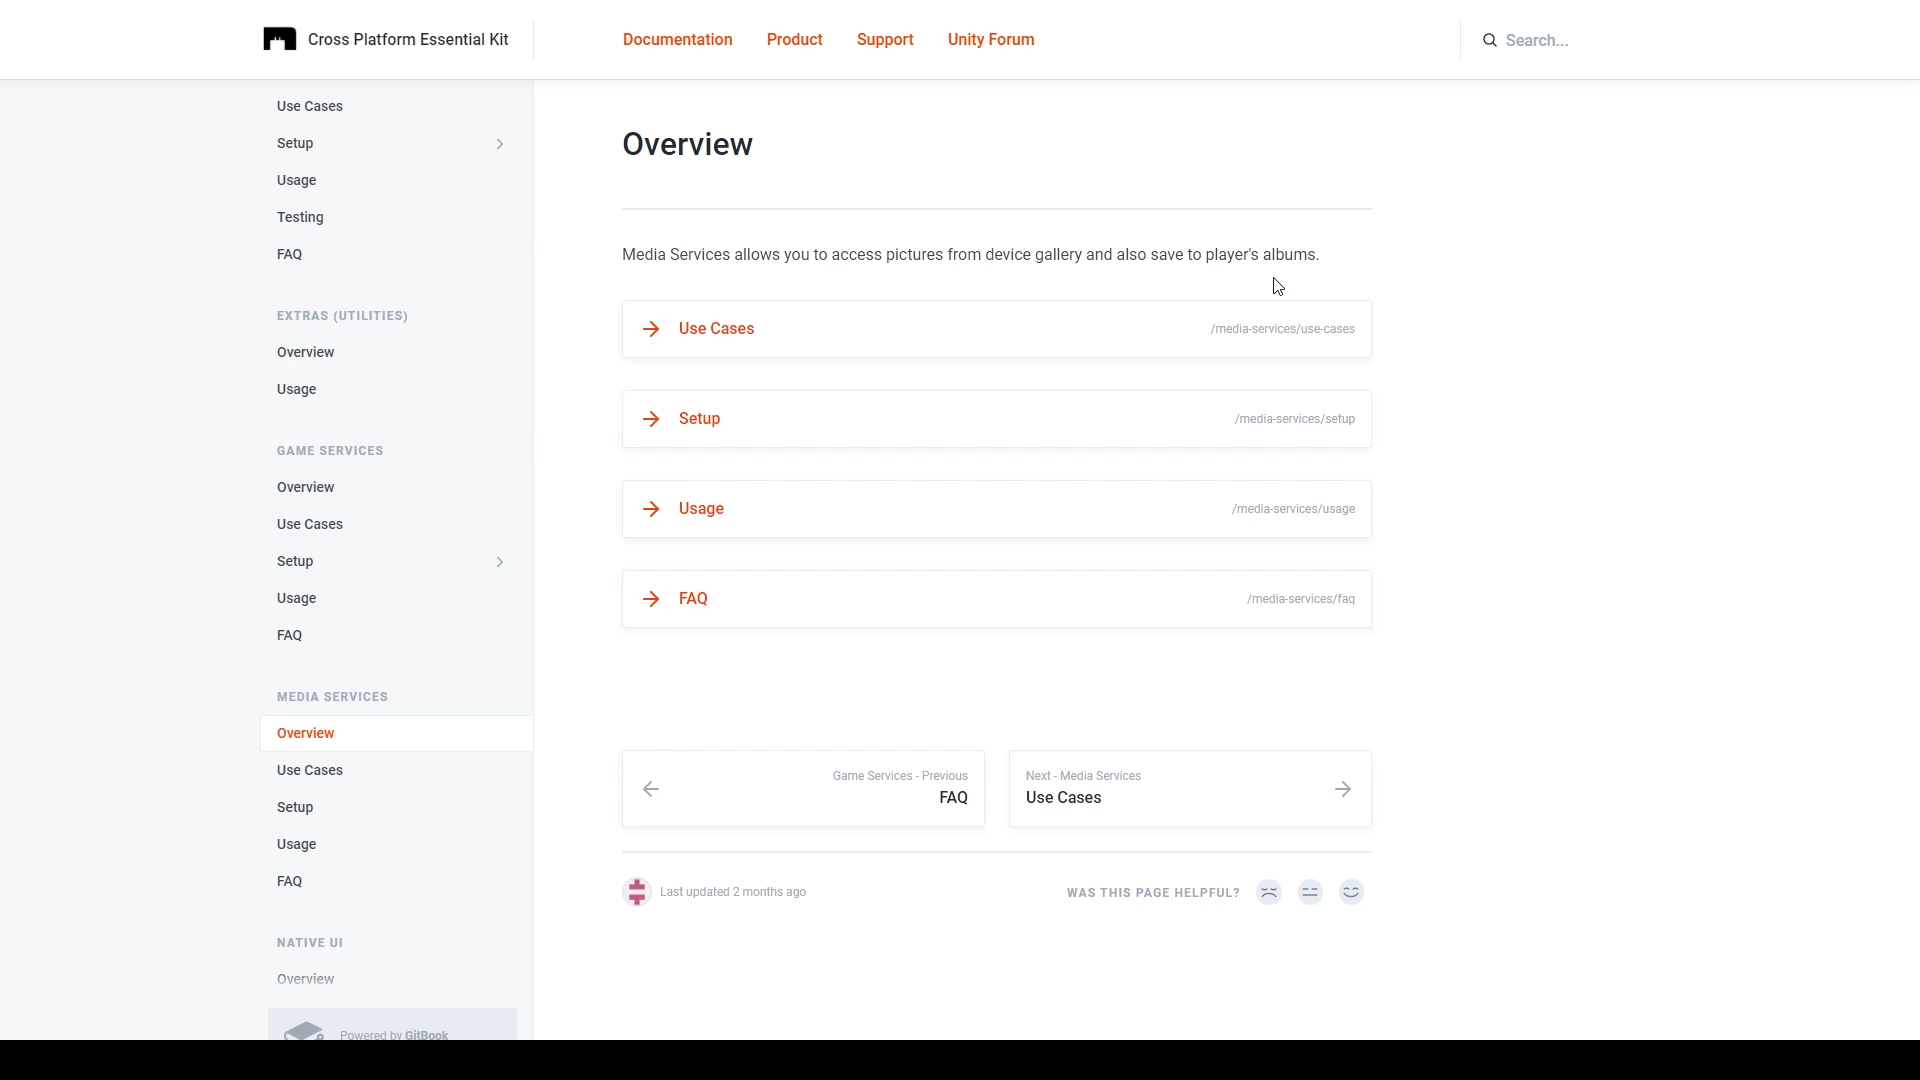 Cross Platform Essential Kit
Documentation
Product
Support
Unity Forum
Search...
Use Cases
Setup
Usage
Testing
FAQ
EXTRAS (UTILITIES)
Overview
Usage
GAME SERVICES
Overview
Use Cases
Setup
Usage
FAQ
MEDIA SERVICES
Overview
Use Cases
Setup
Usage
FAQ
NATIVE UI
Overview
Powered by GitBook
Overview
Media Services allows you to access pictures from device gallery and also save to player's albums.
Use Cases /media-services/use-cases
Setup /media-services/setup
Usage /media-services/usage
FAQ /media-services/faq
Game Services - Previous
FAQ
Next - Media Services
Use Cases
Last updated 2 months ago
WAS THIS PAGE HELPFUL?